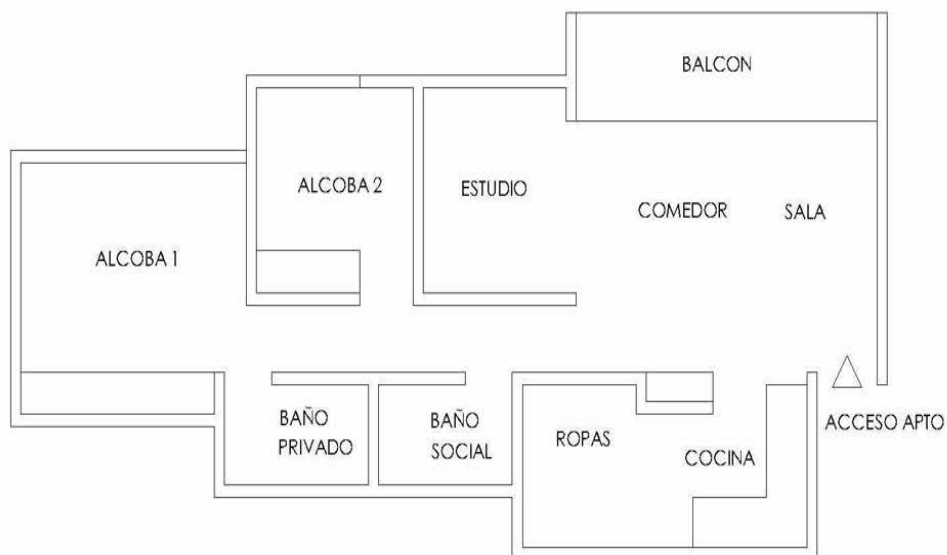 BALCON
ALCOBA 2
ESTUDIO
COMEDOR
SALA
ALCOBA 1
BAÑO
PRIVADO
BAÑO
SOCIAL
ROPAS
COCINA
ACCESO APTO